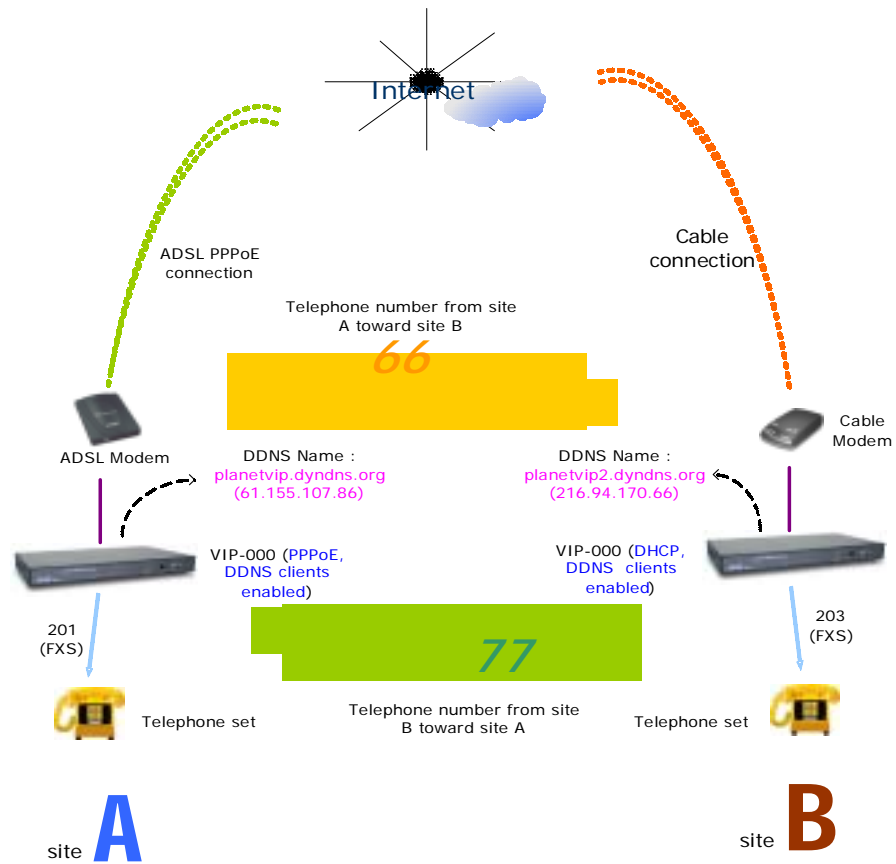 Internet
ADSL PPPoE
connection
Cable
connection
Telephone number from site
A toward site B
66
ADSL Modem
Cable
Modem
DDNS Name :
planetvip.dyndns.org
(61.155.107.86)
DDNS Name :
planetvip2.dyndns.org
(216.94.170.66)
VIP-000 (PPPoE,
DDNS clients
enabled)
VIP-000 (DHCP,
DDNS clients
enabled)
201
(FXS)
203
(FXS)
77
Telephone set
Telephone number from site
B toward site A
Telephone set
site A
site B